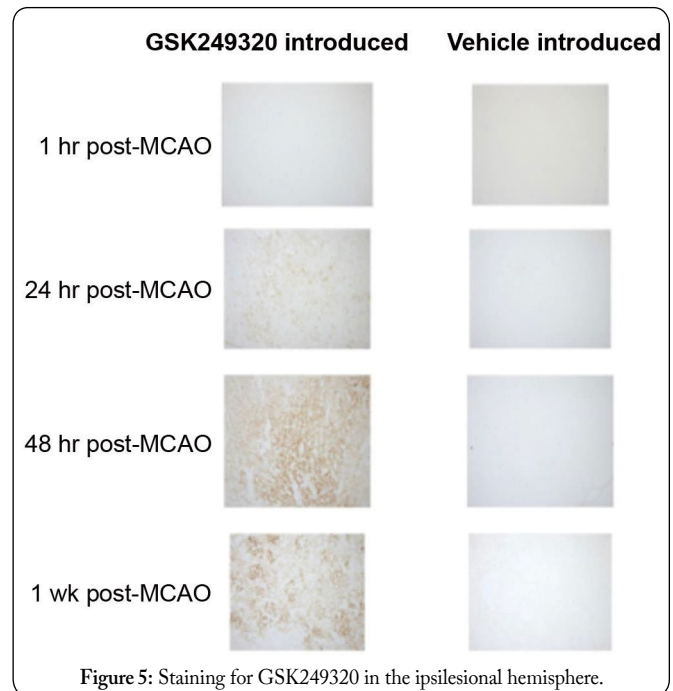 GSK249320 introduced Vehicle introduced
1 hr post-MCAO
24 hr post-MCAO
48 hr post-MCAO
1 wk post-MCAO
Figure 5: Staining for GSK249320 in the ipsilesional hemisphere.